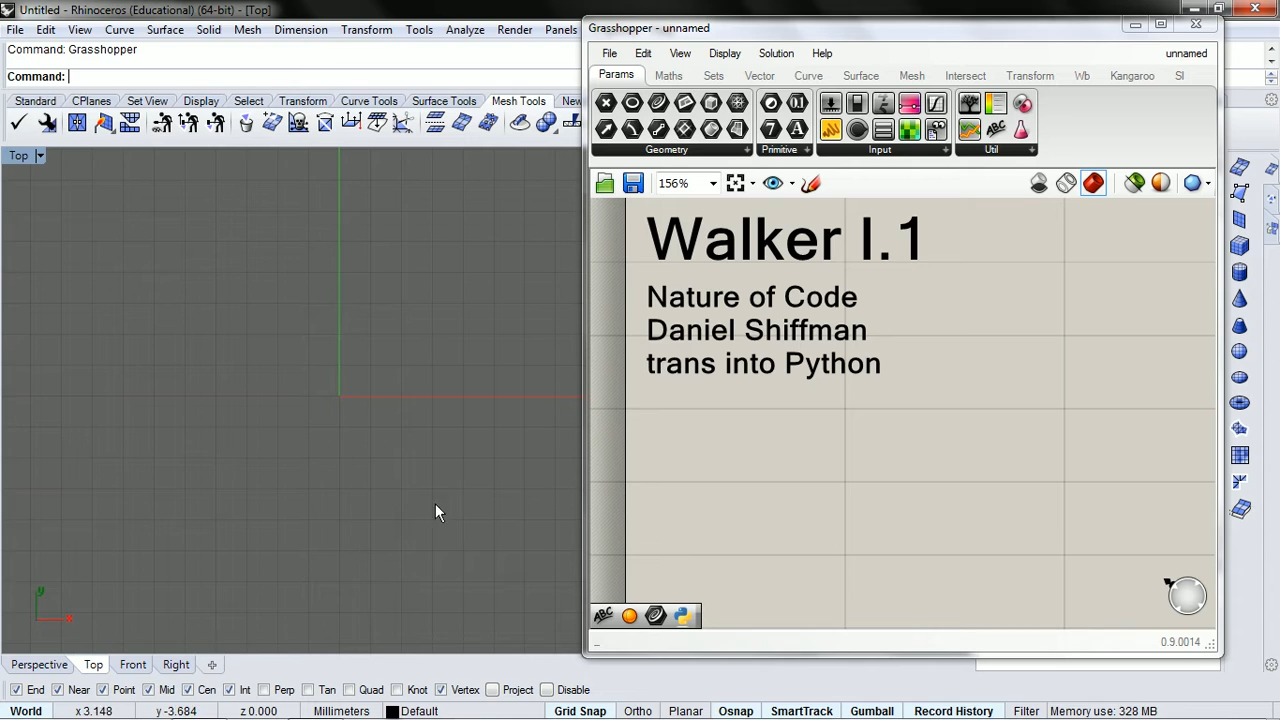 Untitled - Rhinoceros (Educational) (64-bit) - [Top]
File Edit View Curve Surface Solid Mesh Dimension Transform Tools Analyze Render Panels
Command: Grasshopper
Command:
Standard CPlanes Set View Display Select Transform Curve Tools Surface Tools Mesh Tools New
Top
y
x
Perspective Top Front Right
End Near Point Mid Cen Int Perp Tan Quad Knot Vertex Project Disable
World x 3.148 y -3.684 z 0.000 Millimeters Default Grid Snap Ortho Planar Osnap SmartTrack Gumball Record History Filter Memory use: 328 MB
Grasshopper - unnamed
File Edit View Display Solution Help unnamed
Params Maths Sets Vector Curve Surface Mesh Intersect Transform Wb Kangaroo Sl
Geometry Primitive Input Util
156%
Walker I.1
Nature of Code
Daniel Shiffman
trans into Python
ABC
0.9.0014